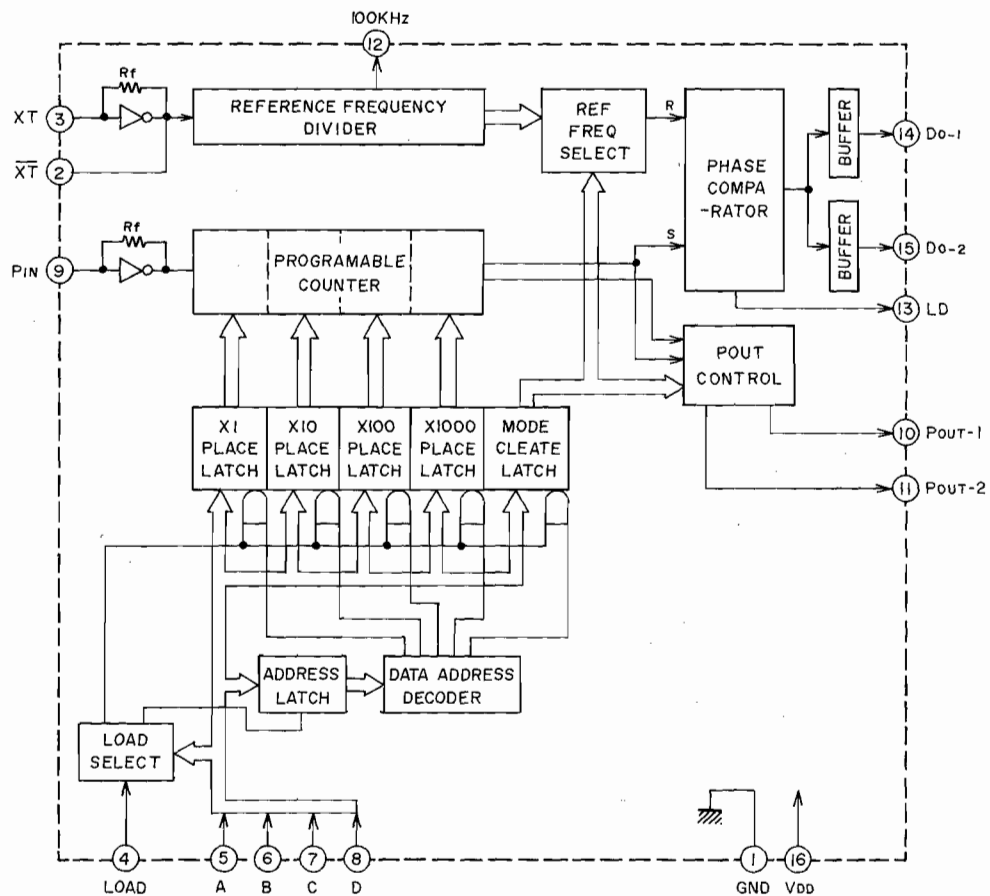 100KHz
12
Rf
XT
3
REFERENCE FREQUENCY
DIVIDER
REF
FREQ
SELECT
R
PHASE
COMPA
-RATOR
BUFFER
14
DO-1
XT
2
Rf
PIN
9
PROGRAMABLE
COUNTER
S
BUFFER
15
DO-2
13
LD
POUT
CONTROL
X1
PLACE
LATCH
X10
PLACE
LATCH
X100
PLACE
LATCH
X1000
PLACE
LATCH
MODE
CLEATE
LATCH
10
POUT-1
11
POUT-2
ADDRESS
LATCH
DATA ADDRESS
DECODER
LOAD
SELECT
4
5
6
7
8
1
16
LOAD
A
B
C
D
GND
VDD